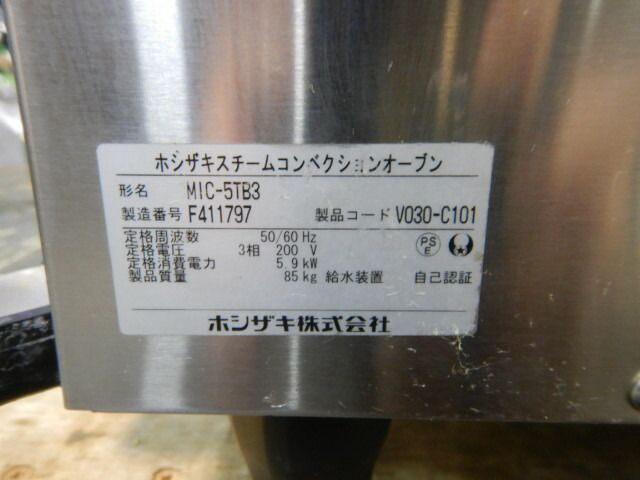 ホシザキスチームコンベクションオーブン
形名 MIC-5TB3
製造番号 F411797 製品コード V030-C101
定格周波数 50/60 Hz
定格電圧 3相 200 V
定格消費電力 5.9 kW
製品質量 85 kg 給水装置 自己認証
PS
E
ホシザキ株式会社